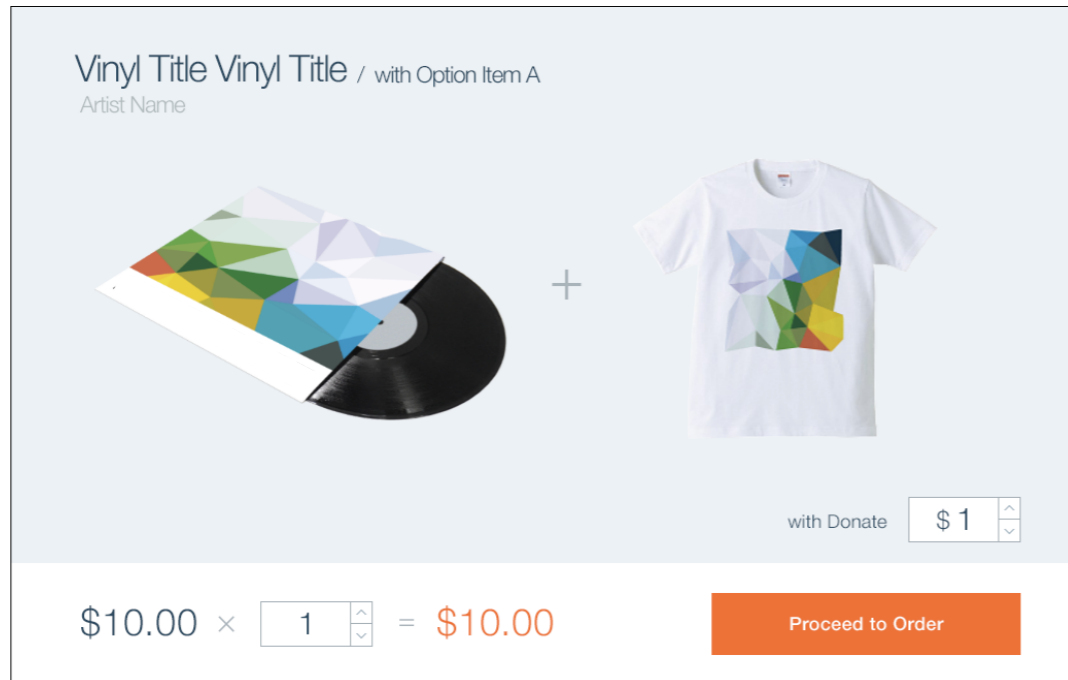 Vinyl Title Vinyl Title / with Option Item A
Artist Name
+
with Donate $ 1
$10.00 × 1 = $10.00 Proceed to Order